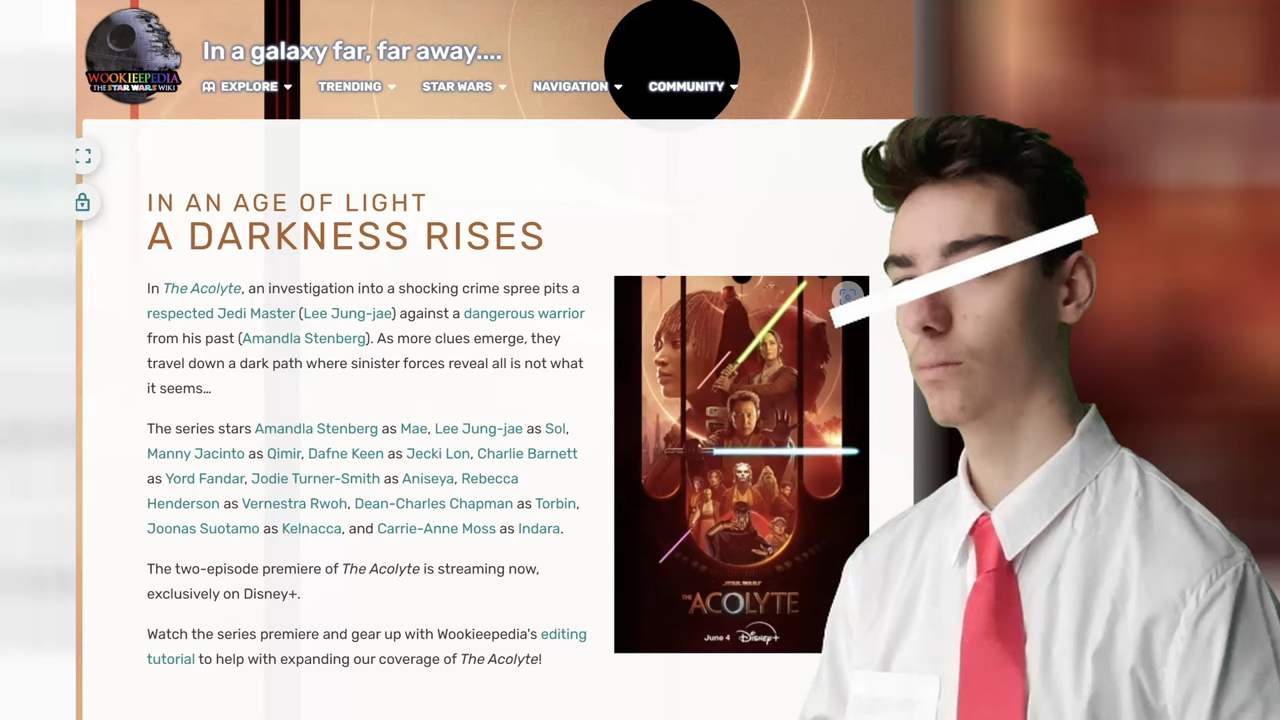 WOOKIEEPEDIA
THE STAR WARS WIKI
In a galaxy far, far away....
EXPLORE TRENDING STAR WARS NAVIGATION COMMUNITY
IN AN AGE OF LIGHT
A DARKNESS RISES
In The Acolyte, an investigation into a shocking crime spree pits a
respected Jedi Master (Lee Jung-jae) against a dangerous warrior
from his past (Amandla Stenberg). As more clues emerge, they
travel down a dark path where sinister forces reveal all is not what
it seems…
The series stars Amandla Stenberg as Mae, Lee Jung-jae as Sol,
Manny Jacinto as Qimir, Dafne Keen as Jecki Lon, Charlie Barnett
as Yord Fandar, Jodie Turner-Smith as Aniseya, Rebecca
Henderson as Vernestra Rwoh, Dean-Charles Chapman as Torbin,
Joonas Suotamo as Kelnacca, and Carrie-Anne Moss as Indara.
The two-episode premiere of The Acolyte is streaming now,
exclusively on Disney+.
Watch the series premiere and gear up with Wookieepedia's editing
tutorial to help with expanding our coverage of The Acolyte!
STAR WARS
THE ACOLYTE
June 4 Disney+